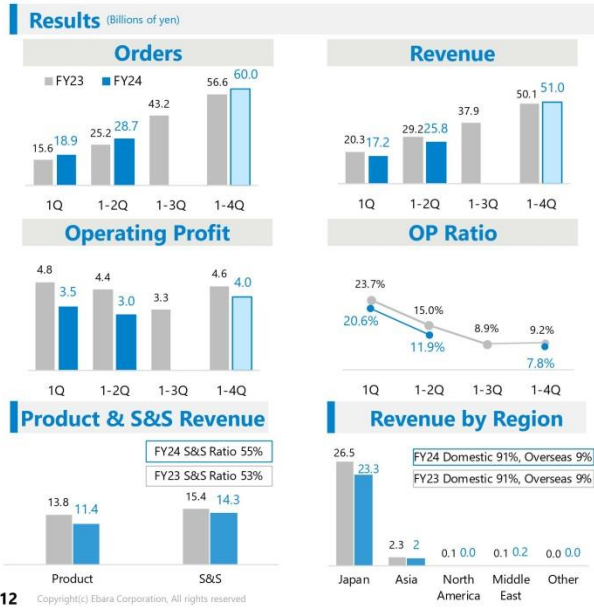 Results (Billions of yen)
Orders
FY23 FY24
15.6 18.9 25.2 28.7 43.2 56.6 60.0
1Q 1-2Q 1-3Q 1-4Q
Revenue
20.3 17.2 29.2 25.8 37.9 50.1 51.0
1Q 1-2Q 1-3Q 1-4Q
Operating Profit
4.8 3.5 4.4 3.0 3.3 4.6 4.0
1Q 1-2Q 1-3Q 1-4Q
OP Ratio
23.7% 15.0% 8.9% 9.2%
20.6% 11.9% 7.8%
1Q 1-2Q 1-3Q 1-4Q
Product & S&S Revenue
FY24 S&S Ratio 55%
FY23 S&S Ratio 53%
13.8 11.4 15.4 14.3
Product S&S
Revenue by Region
FY24 Domestic 91%, Overseas 9%
FY23 Domestic 91%, Overseas 9%
26.5 23.3 2.3 2 0.1 0.0 0.1 0.2 0.0 0.0
Japan Asia North America Middle East Other
12 Copyright(c) Ebara Corporation, All rights reserved